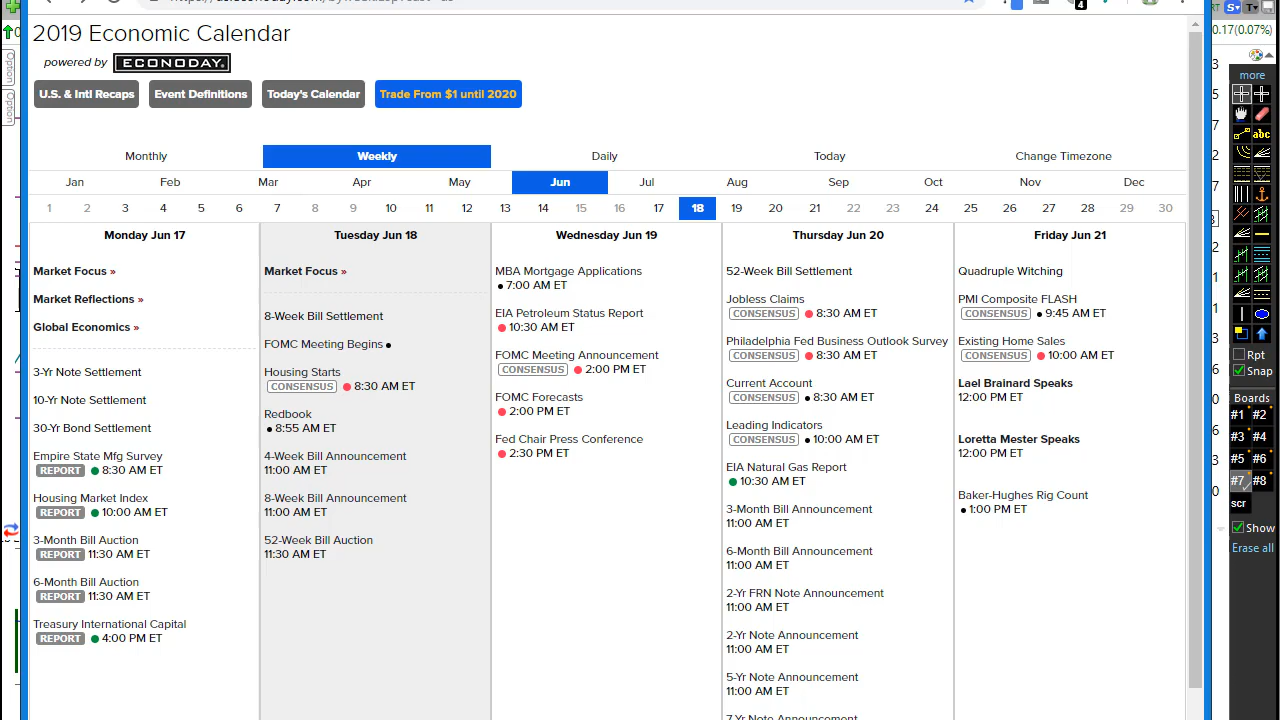 2019 Economic Calendar
powered by ECONODAY
U.S. & Intl Recaps
Event Definitions
Today's Calendar
Trade From $1 until 2020
Monthly Weekly Daily Today Change Timezone
Jan Feb Mar Apr May Jun Jul Aug Sep Oct Nov Dec
1 2 3 4 5 6 7 8 9 10 11 12 13 14 15 16 17 18 19 20 21 22 23 24 25 26 27 28 29 30
Monday Jun 17
Market Focus »
Market Reflections »
Global Economics »
3-Yr Note Settlement
10-Yr Note Settlement
30-Yr Bond Settlement
Empire State Mfg Survey
REPORT 8:30 AM ET
Housing Market Index
REPORT 10:00 AM ET
3-Month Bill Auction
REPORT 11:30 AM ET
6-Month Bill Auction
REPORT 11:30 AM ET
Treasury International Capital
REPORT 4:00 PM ET
Tuesday Jun 18
Market Focus »
8-Week Bill Settlement
FOMC Meeting Begins
Housing Starts
CONSENSUS 8:30 AM ET
Redbook
8:55 AM ET
4-Week Bill Announcement
11:00 AM ET
8-Week Bill Announcement
11:00 AM ET
52-Week Bill Auction
11:30 AM ET
Wednesday Jun 19
MBA Mortgage Applications
7:00 AM ET
EIA Petroleum Status Report
10:30 AM ET
FOMC Meeting Announcement
CONSENSUS 2:00 PM ET
FOMC Forecasts
2:00 PM ET
Fed Chair Press Conference
2:30 PM ET
Thursday Jun 20
52-Week Bill Settlement
Jobless Claims
CONSENSUS 8:30 AM ET
Philadelphia Fed Business Outlook Survey
CONSENSUS 8:30 AM ET
Current Account
CONSENSUS 8:30 AM ET
Leading Indicators
CONSENSUS 10:00 AM ET
EIA Natural Gas Report
10:30 AM ET
3-Month Bill Announcement
11:00 AM ET
6-Month Bill Announcement
11:00 AM ET
2-Yr FRN Note Announcement
11:00 AM ET
2-Yr Note Announcement
11:00 AM ET
5-Yr Note Announcement
11:00 AM ET
7-Yr Note Announcement
Friday Jun 21
Quadruple Witching
PMI Composite FLASH
CONSENSUS 9:45 AM ET
Existing Home Sales
CONSENSUS 10:00 AM ET
Lael Brainard Speaks
12:00 PM ET
Loretta Mester Speaks
12:00 PM ET
Baker-Hughes Rig Count
1:00 PM ET
Option
Option
0.17(0.07%)
more
abc
Rpt
Snap
Boards
#1 #2
#3 #4
#5 #6
#7 #8
scr
Show
Erase all